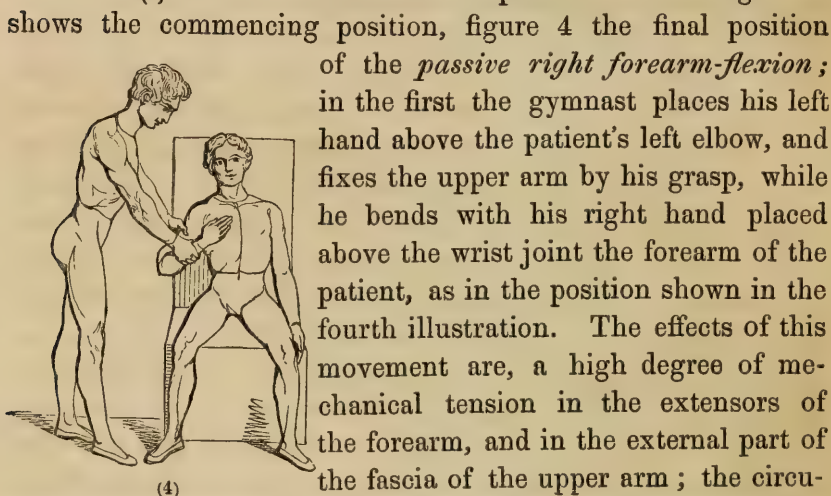 shows the commencing position, figure 4 the final position
of the passive right forearm-flexion;
in the first the gymnast places his left
hand above the patient's left elbow, and
fixes the upper arm by his grasp, while
he bends with his right hand placed
above the wrist joint the forearm of the
patient, as in the position shown in the
fourth illustration. The effects of this
movement are, a high degree of me-
chanical tension in the extensors of
the forearm, and in the external part of
the fascia of the upper arm; the circu-
(4)